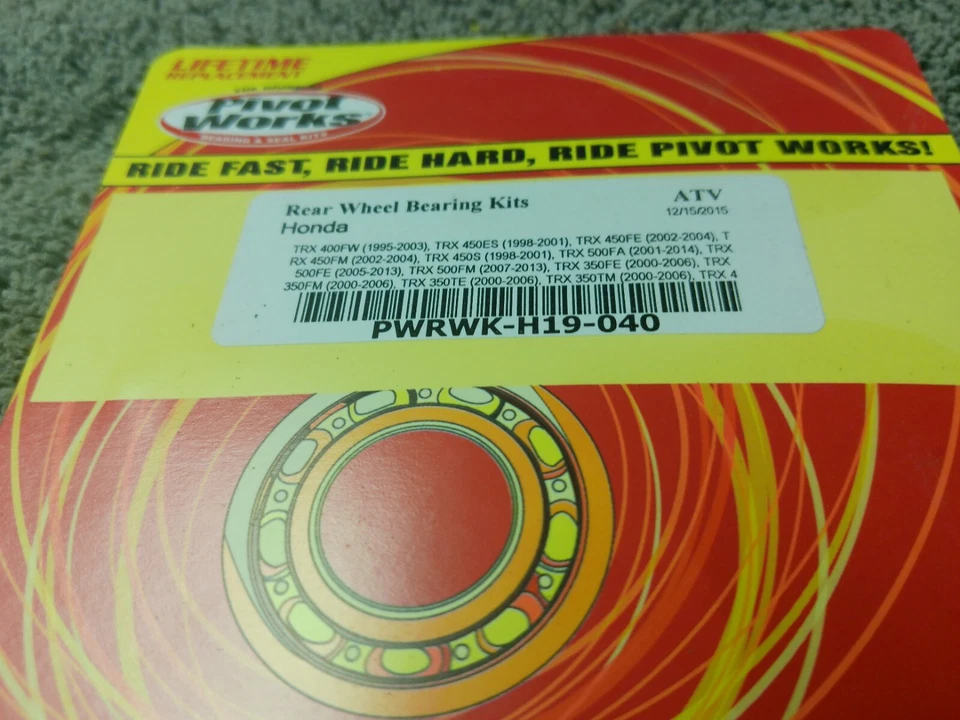 LIFETIME
REPLACEMENT
Pivot
Works
BEARING & SEAL KITS
RIDE FAST, RIDE HARD, RIDE PIVOT WORKS!
Rear Wheel Bearing Kits
ATV
12/15/2015
Honda
TRX 400FW (1995-2003), TRX 450ES (1998-2001), TRX 450FE (2002-2004), T
RX 450FM (2002-2004), TRX 450S (1998-2001), TRX 500FA (2001-2014), TRX
500FE (2005-2013), TRX 500FM (2007-2013), TRX 350FE (2000-2006), TRX
350FM (2000-2006), TRX 350TE (2000-2006), TRX 350TM (2000-2006), TRX 4
PWRWK-H19-040